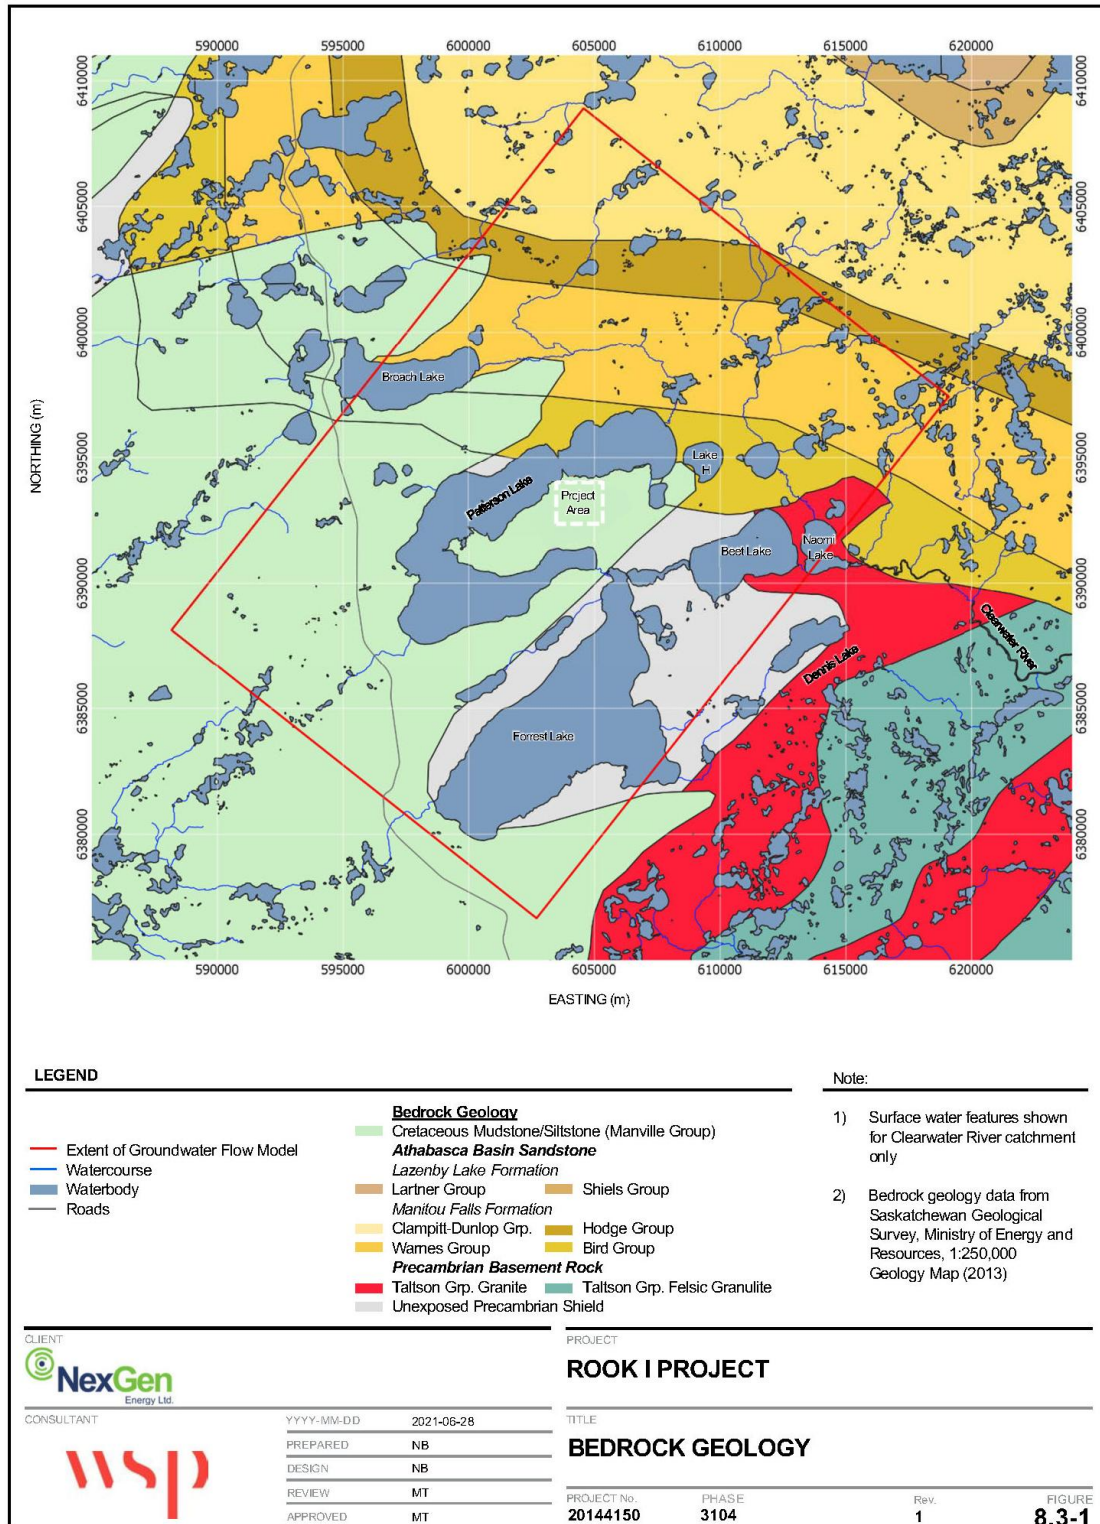 590000 595000 600000 605000 610000 615000 620000
6410000 6410000
6405000 6405000
6400000 6400000
Broach Lake
NORTHING (m)
6395000 6395000
Lake
H
Patterson Lake
Project
Area
Beet Lake
Naomi
Lake
6390000 6390000
Clearwater River
Dennis Lake
6385000 6385000
Forrest Lake
6380000 6380000
590000 595000 600000 605000 610000 615000 620000
EASTING (m)
LEGEND
Extent of Groundwater Flow Model
Watercourse
Waterbody
Roads
Bedrock Geology
Cretaceous Mudstone/Siltstone (Manville Group)
Athabasca Basin Sandstone
Lazenby Lake Formation
Lartner Group Shiels Group
Manitou Falls Formation
Clampitt-Dunlop Grp. Hodge Group
Warnes Group Bird Group
Precambrian Basement Rock
Taltson Grp. Granite Taltson Grp. Felsic Granulite
Unexposed Precambrian Shield
Note:
1) Surface water features shown
for Clearwater River catchment
only
2) Bedrock geology data from
Saskatchewan Geological
Survey, Ministry of Energy and
Resources, 1:250,000
Geology Map (2013)
CLIENT
NexGen
Energy Ltd.
PROJECT
ROOK I PROJECT
CONSULTANT
wsp
YYYY-MM-DD 2021-06-28
PREPARED NB
DESIGN NB
REVIEW MT
APPROVED MT
TITLE
BEDROCK GEOLOGY
PROJECT No. PHASE Rev. FIGURE
20144150 3104 1 8.3-1